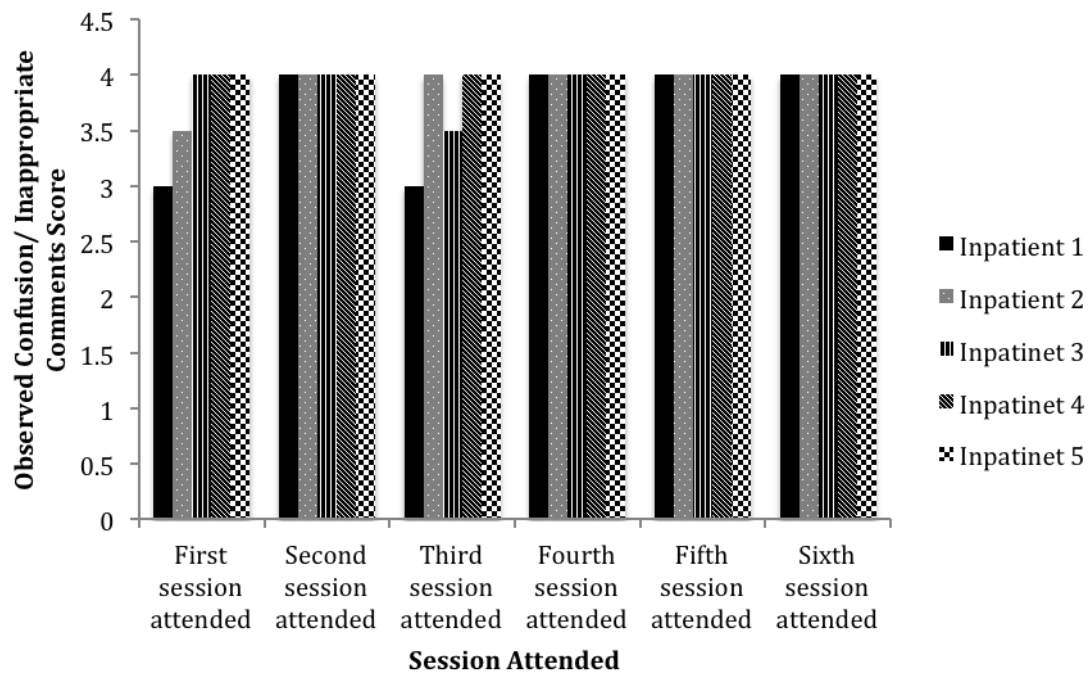 Observed Confusion/ Inappropriate
Comments Score
4.5
4
3.5
3
2.5
2
1.5
1
0.5
0
First
session
attended
Second
session
attended
Third
session
attended
Fourth
session
attended
Fifth
session
attended
Sixth
session
attended
Session Attended
Inpatient 1
Inpatient 2
Inpatinet 3
Inpatinet 4
Inpatinet 5